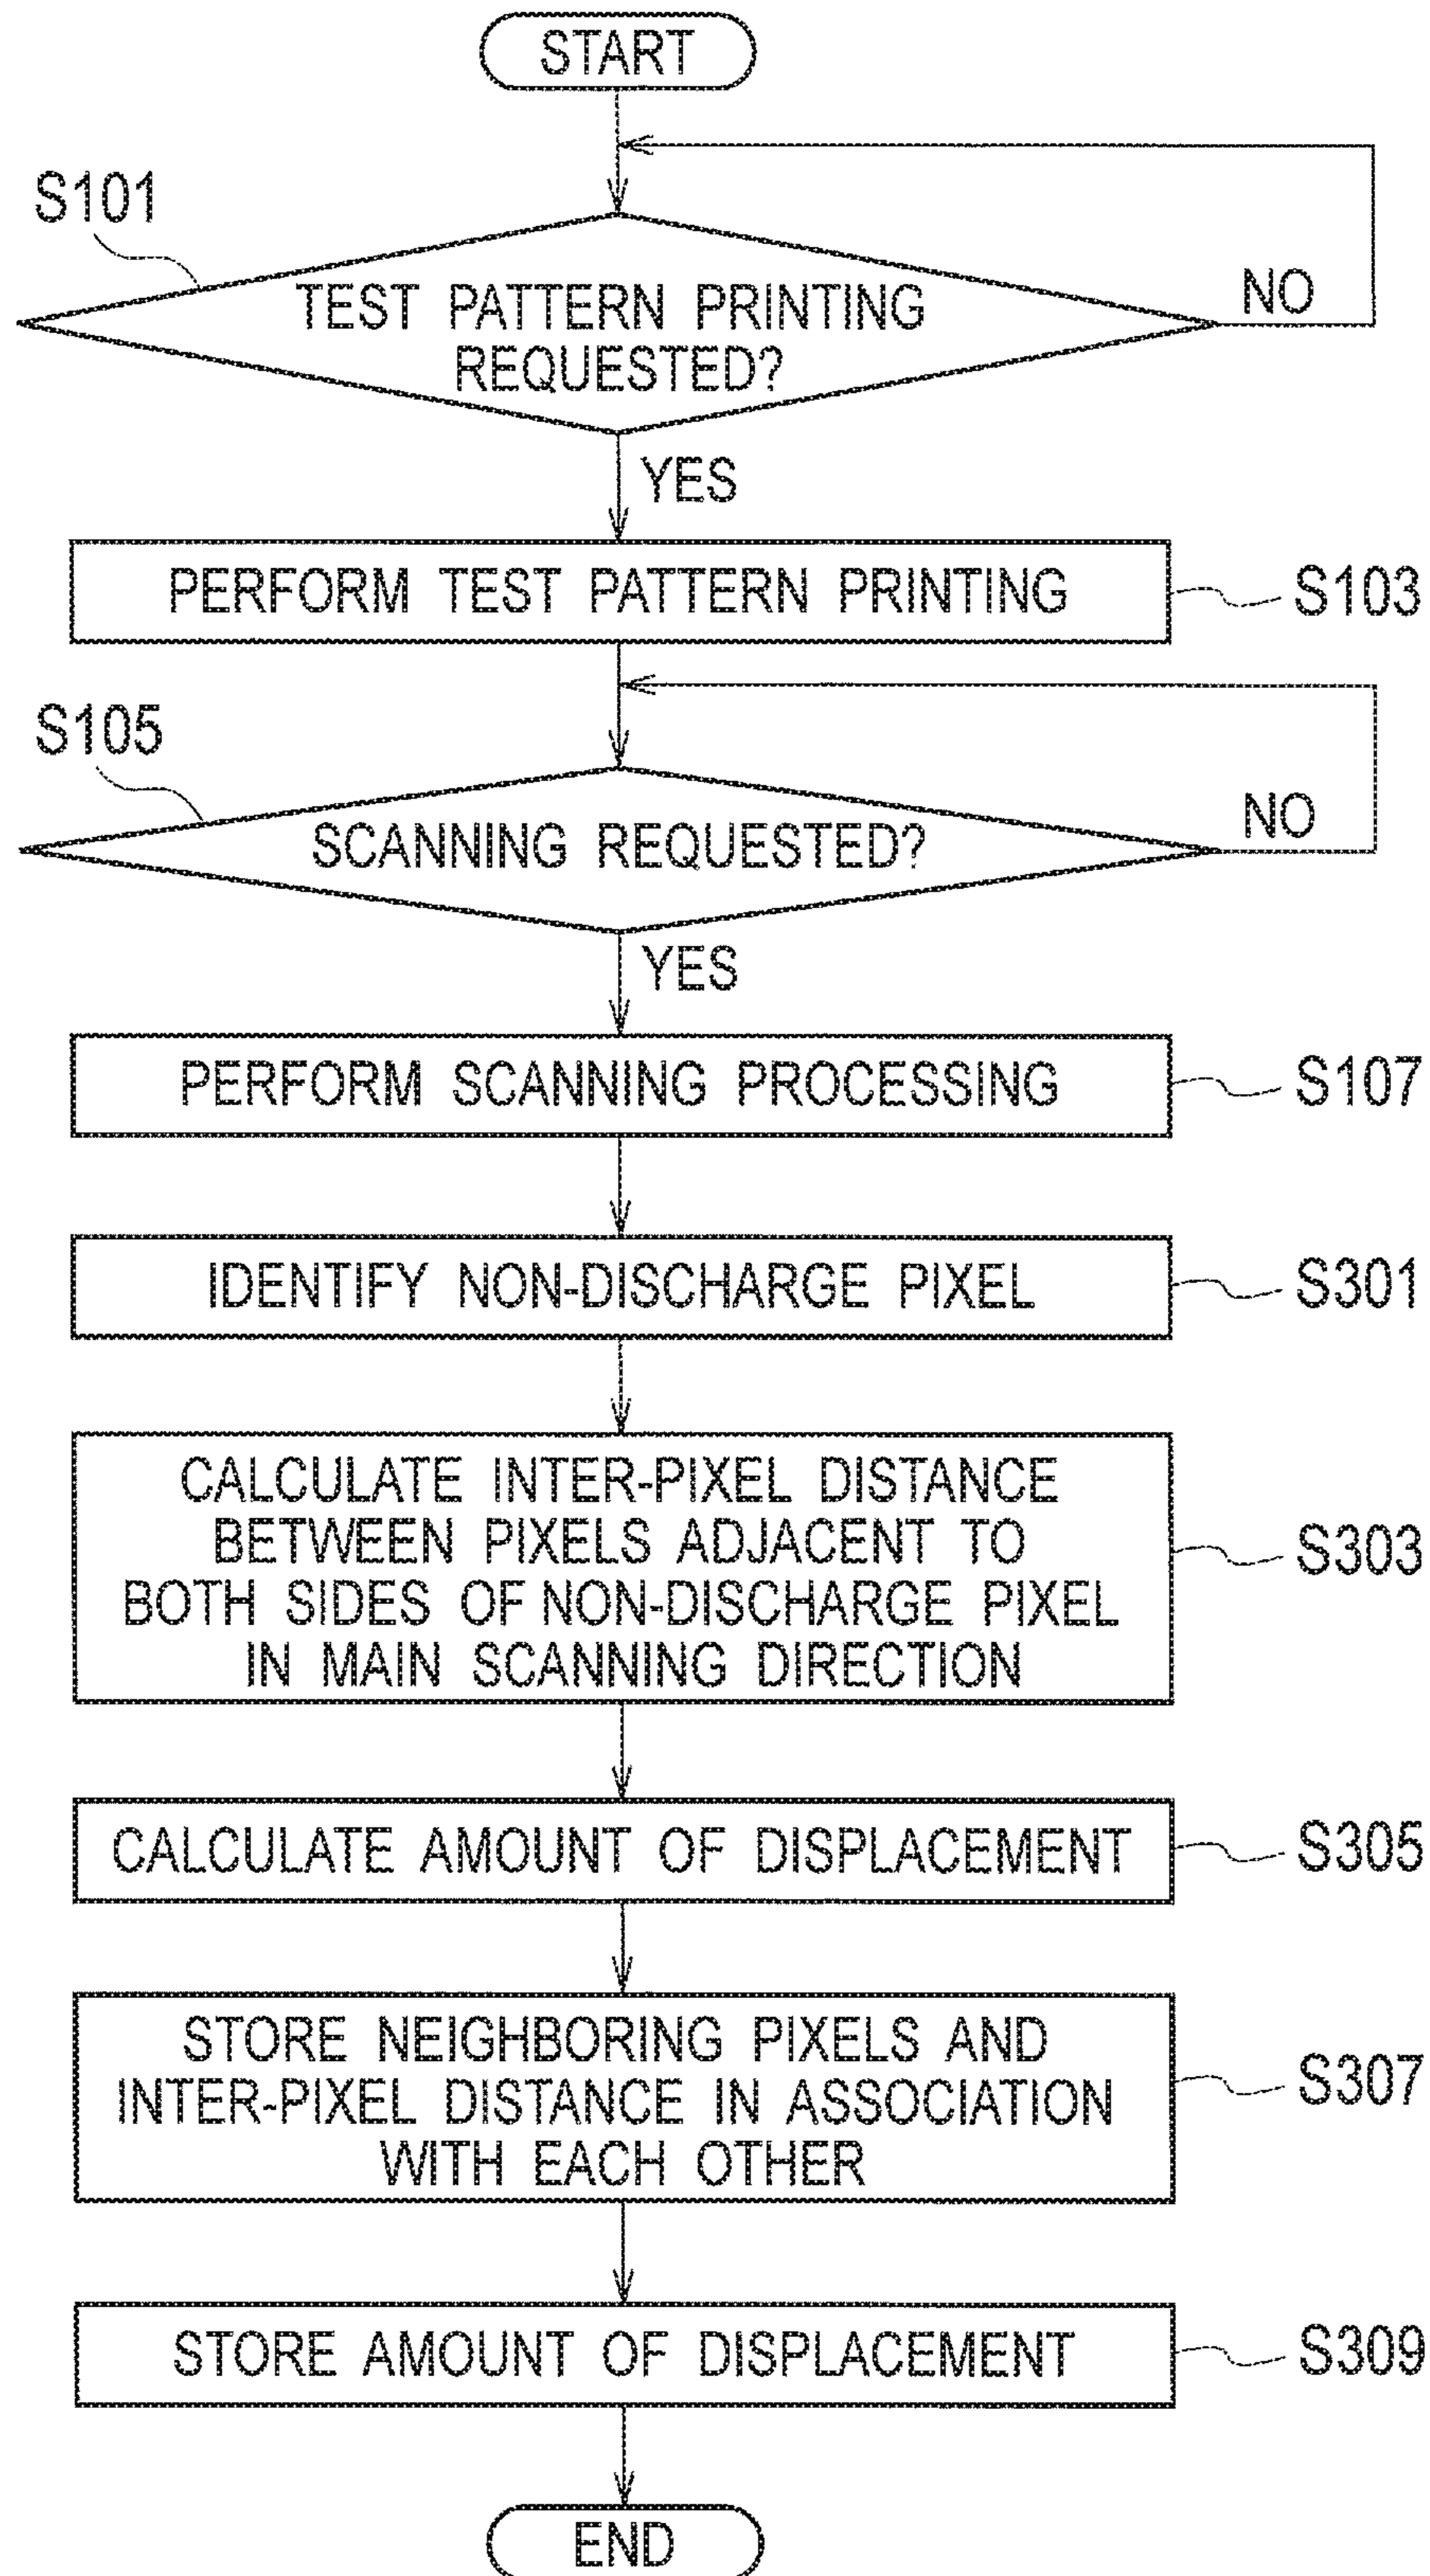 START
S101
TEST PATTERN PRINTING
REQUESTED?
NO
YES
PERFORM TEST PATTERN PRINTING
S103
S105
SCANNING REQUESTED?
NO
YES
PERFORM SCANNING PROCESSING
S107
IDENTIFY NON-DISCHARGE PIXEL
S301
CALCULATE INTER-PIXEL DISTANCE
BETWEEN PIXELS ADJACENT TO
BOTH SIDES OF NON-DISCHARGE PIXEL
IN MAIN SCANNING DIRECTION
S303
CALCULATE AMOUNT OF DISPLACEMENT
S305
STORE NEIGHBORING PIXELS AND
INTER-PIXEL DISTANCE IN ASSOCIATION
WITH EACH OTHER
S307
STORE AMOUNT OF DISPLACEMENT
S309
END